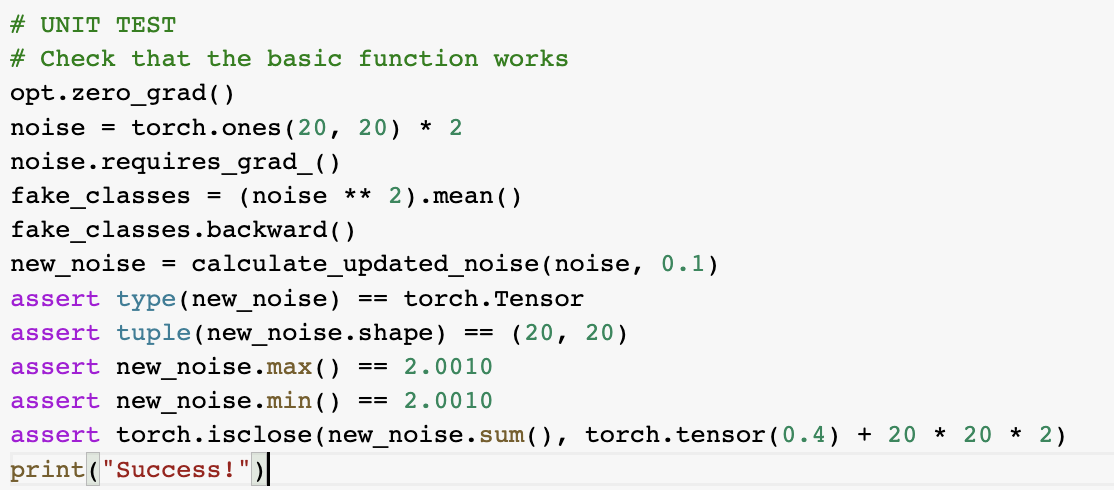 # UNIT TEST
# Check that the basic function works
opt.zero_grad()
noise = torch.ones(20, 20) * 2
noise.requires_grad_()
fake_classes = (noise ** 2).mean()
fake_classes.backward()
new_noise = calculate_updated_noise(noise, 0.1)
assert type(new_noise) == torch.Tensor
assert tuple(new_noise.shape) == (20, 20)
assert new_noise.max() == 2.0010
assert new_noise.min() == 2.0010
assert torch.isclose(new_noise.sum(), torch.tensor(0.4) + 20 * 20 * 2)
print("Success!")